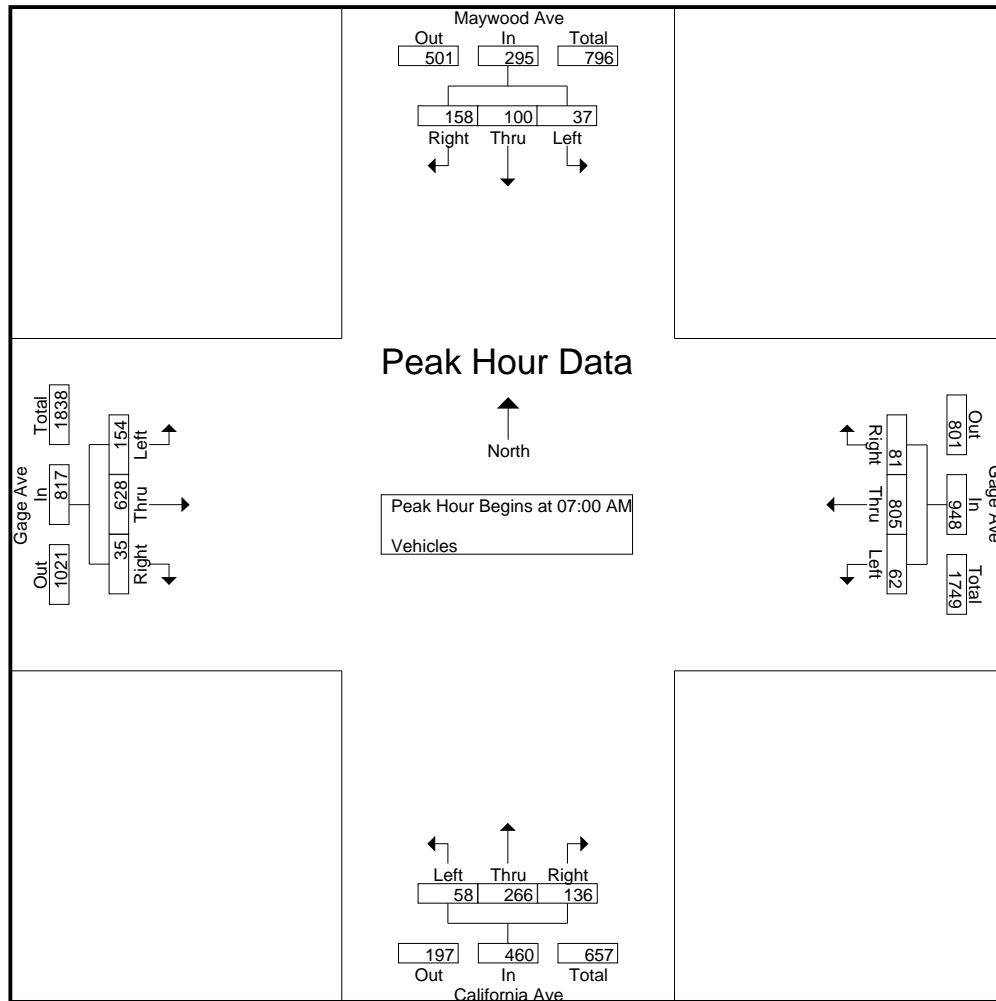 Maywood Ave
Out In Total
501 295 796
158 100 37
Right Thru Left
Peak Hour Data
North
Peak Hour Begins at 07:00 AM
Vehicles
Gage Ave
Total In Out
1838 817 1021
154 628 35
Left Thru Right
Right Thru Left
81 805 62
801 948 1749
Out In Total
Gage Ave
Left Thru Right
58 266 136
197 460 657
Out In Total
California Ave